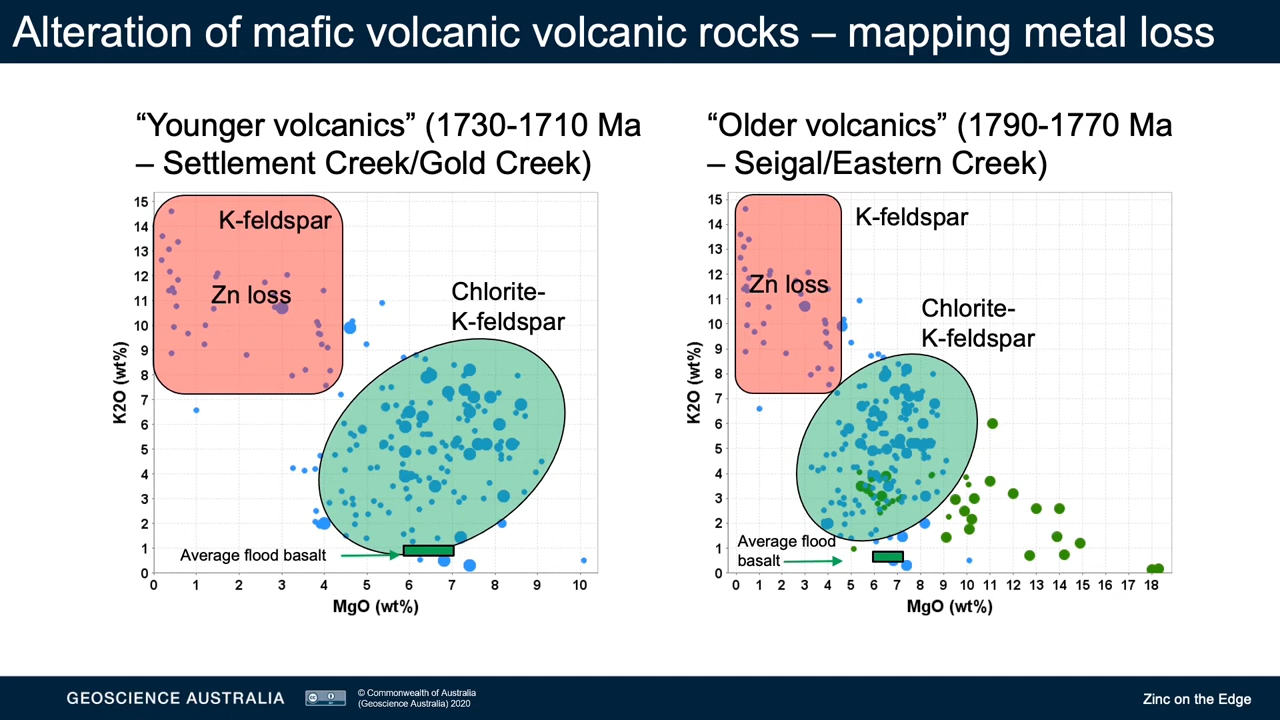 Alteration of mafic volcanic volcanic rocks – mapping metal loss
“Younger volcanics” (1730-1710 Ma
– Settlement Creek/Gold Creek)
K-feldspar
Zn loss
Chlorite-
K-feldspar
Average flood basalt
K2O (wt%)
15
14
13
12
11
10
9
8
7
6
5
4
3
2
1
0
0 1 2 3 4 5 6 7 8 9 10
MgO (wt%)
“Older volcanics” (1790-1770 Ma
– Seigal/Eastern Creek)
K-feldspar
Zn loss
Chlorite-
K-feldspar
Average flood
basalt
K2O (wt%)
15
14
13
12
11
10
9
8
7
6
5
4
3
2
1
0
0 1 2 3 4 5 6 7 8 9 10 11 12 13 14 15 16 17 18
MgO (wt%)
GEOSCIENCE AUSTRALIA
© Commonwealth of Australia
(Geoscience Australia) 2020
Zinc on the Edge